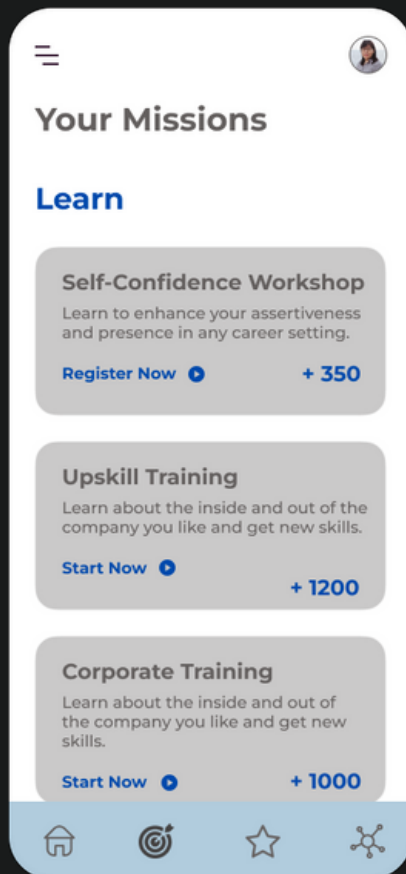 Your Missions
Learn
Self-Confidence Workshop
Learn to enhance your assertiveness
and presence in any career setting.
Register Now
+ 350
Upskill Training
Learn about the inside and out of the
company you like and get new skills.
Start Now
+ 1200
Corporate Training
Learn about the inside and out of
the company you like and get new
skills.
Start Now
+ 1000